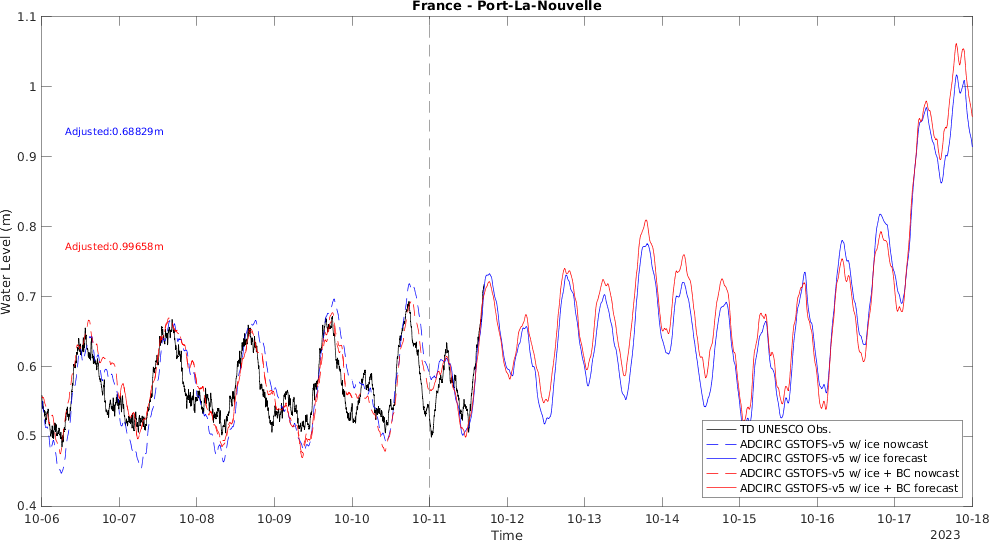 France - Port-La-Nouvelle
1.1
1
0.9
0.8
0.7
0.6
0.5
0.4
Water Level (m)
Adjusted:0.68829m
Adjusted:0.99658m
TD UNESCO Obs.
ADCIRC GSTOFS-v5 w/ ice nowcast
ADCIRC GSTOFS-v5 w/ ice forecast
ADCIRC GSTOFS-v5 w/ ice + BC nowcast
ADCIRC GSTOFS-v5 w/ ice + BC forecast
10-06 10-07 10-08 10-09 10-10 10-11 10-12 10-13 10-14 10-15 10-16 10-17 10-18
Time
2023